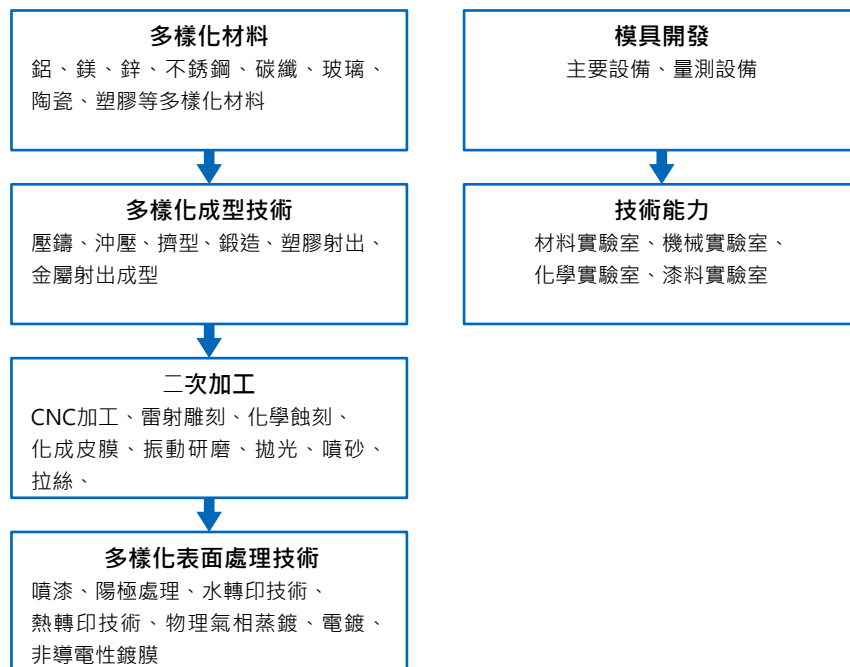 多樣化材料
鋁、鎂、鋅、不銹鋼、碳纖、玻璃、
陶瓷、塑膠等多樣化材料
多樣化成型技術
壓鑄、沖壓、擠型、鍛造、塑膠射出、
金屬射出成型
二次加工
CNC加工、雷射雕刻、化學蝕刻、
化成皮膜、振動研磨、拋光、噴砂、
拉絲、
多樣化表面處理技術
噴漆、陽極處理、水轉印技術、
熱轉印技術、物理氣相蒸鍍、電鍍、
非導電性鍍膜
模具開發
主要設備、量測設備
技術能力
材料實驗室、機械實驗室、
化學實驗室、漆料實驗室